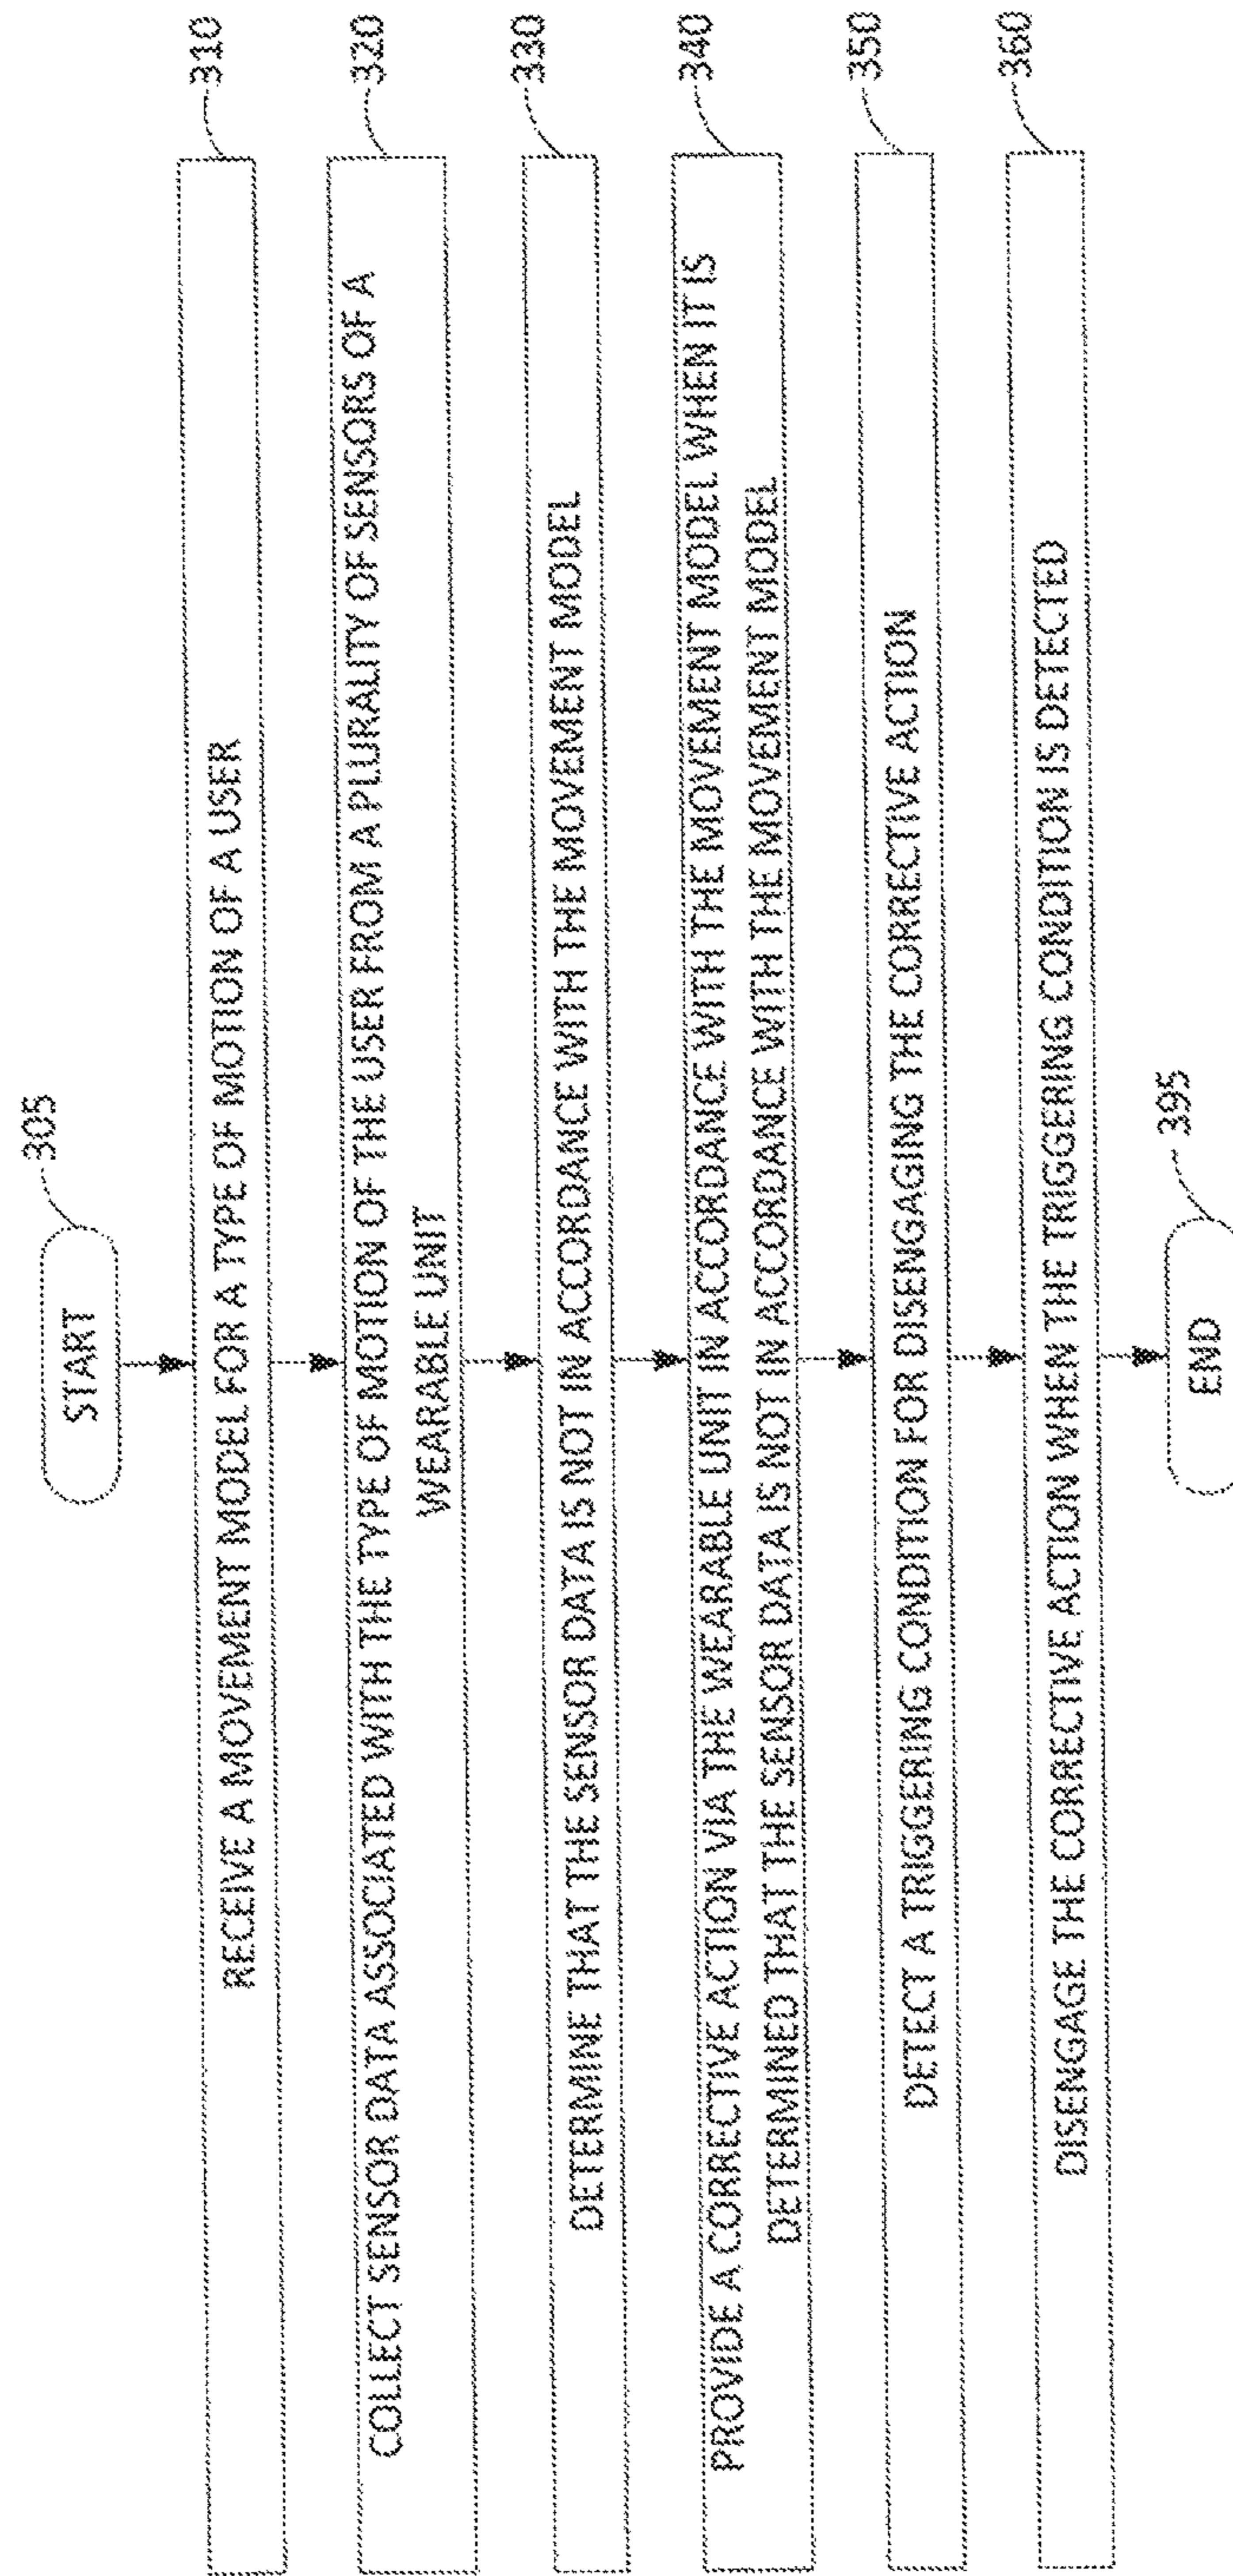 305
START
310
RECEIVE A MOVEMENT MODEL FOR A TYPE OF MOTION OF A USER
320
COLLECT SENSOR DATA ASSOCIATED WITH THE TYPE OF MOTION OF THE USER FROM A PLURALITY OF SENSORS OF A
WEARABLE UNIT
330
DETERMINE THAT THE SENSOR DATA IS NOT IN ACCORDANCE WITH THE MOVEMENT MODEL
340
PROVIDE A CORRECTIVE ACTION VIA THE WEARABLE UNIT IN ACCORDANCE WITH THE MOVEMENT MODEL WHEN IT IS
DETERMINED THAT THE SENSOR DATA IS NOT IN ACCORDANCE WITH THE MOVEMENT MODEL
350
DETECT A TRIGGERING CONDITION FOR DISENGAGING THE CORRECTIVE ACTION
360
DISENGAGE THE CORRECTIVE ACTION WHEN THE TRIGGERING CONDITION IS DETECTED
395
END